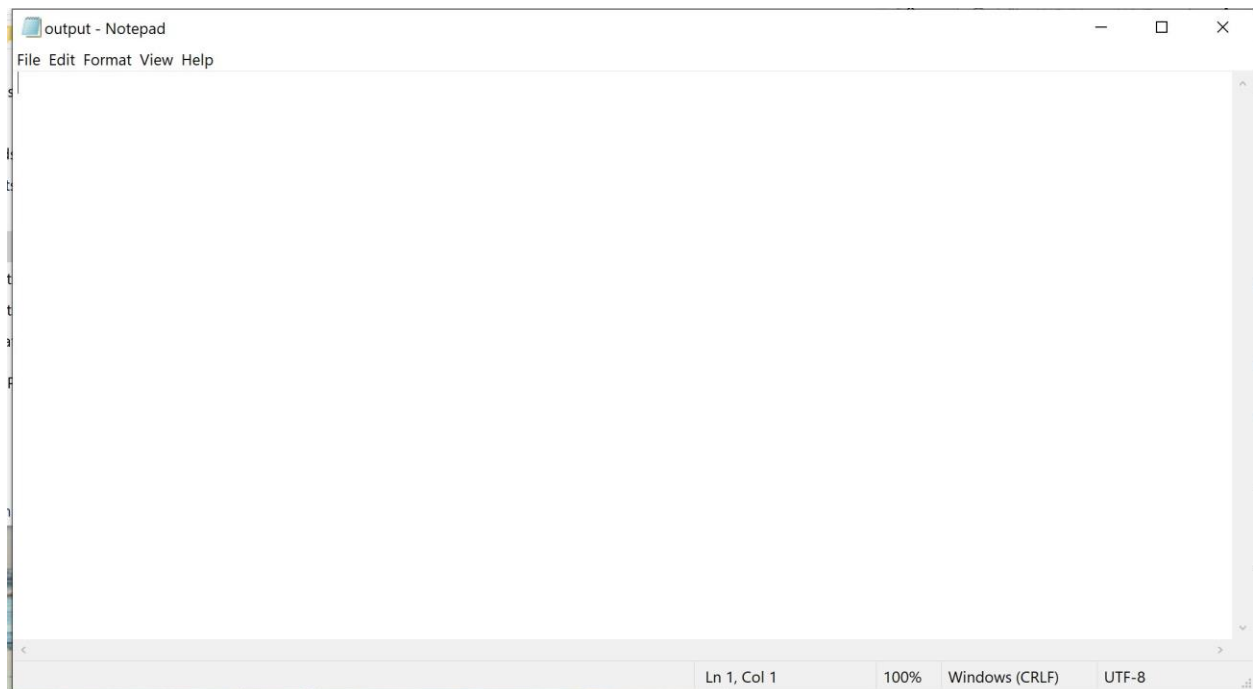 output - Notepad
File Edit Format View Help
Ln 1, Col 1 100% Windows (CRLF) UTF-8